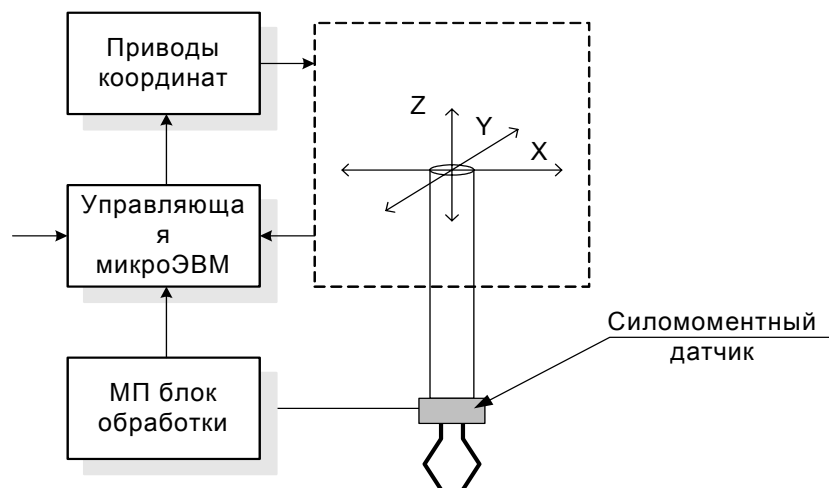 Приводы
координат
Z
Y
X
Управляюща
я
микроЭВМ
Силомоментный
датчик
МП блок
обработки